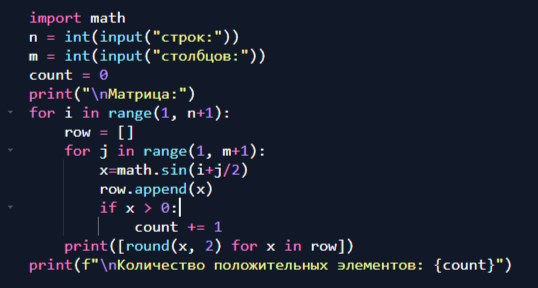 import math
n = int(input("строк:"))
m = int(input("столбцов:"))
count = 0
print("\nМатрица:")
for i in range(1, n+1):
    row = []
    for j in range(1, m+1):
        x=math.sin(i+j/2)
        row.append(x)
        if x > 0:
            count += 1
    print([round(x, 2) for x in row])
print(f"\nКоличество положительных элементов: {count}")